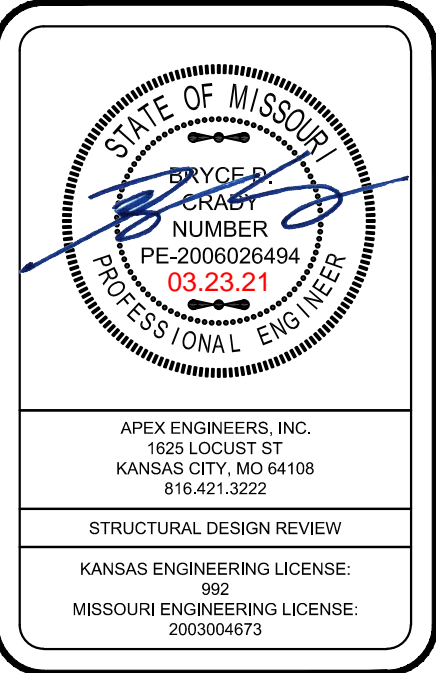 STATE OF MISSOURI
BRYCE D.
CRADY
NUMBER
PE-2006026494
03.23.21
PROFESSIONAL ENGINEER
APEX ENGINEERS, INC.
1625 LOCUST ST
KANSAS CITY, MO 64108
816.421.3222
STRUCTURAL DESIGN REVIEW
KANSAS ENGINEERING LICENSE:
992
MISSOURI ENGINEERING LICENSE:
2003004673